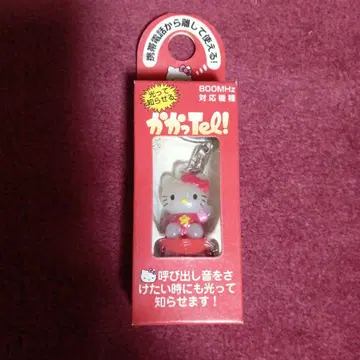 携帯電話から離して使える!
光って
知らせる
800MHz
対応機種
かかっTel!
呼び出し音をさ
けたい時にも光って
知らせます!